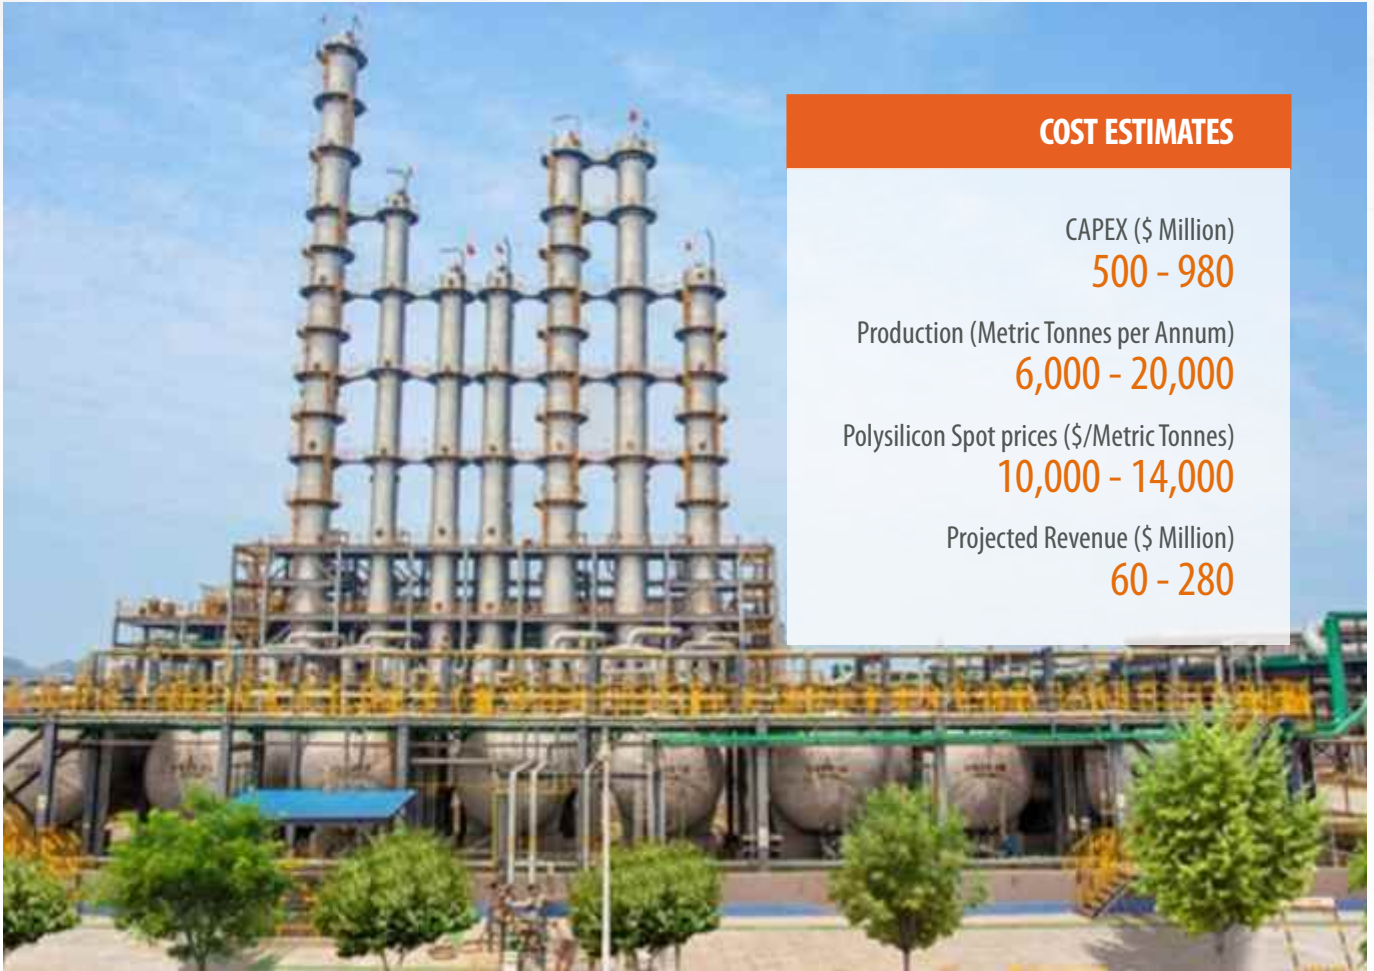 COST ESTIMATES
CAPEX ($ Million)
500 - 980
Production (Metric Tonnes per Annum)
6,000 - 20,000
Polysilicon Spot prices ($/Metric Tonnes)
10,000 - 14,000
Projected Revenue ($ Million)
60 - 280